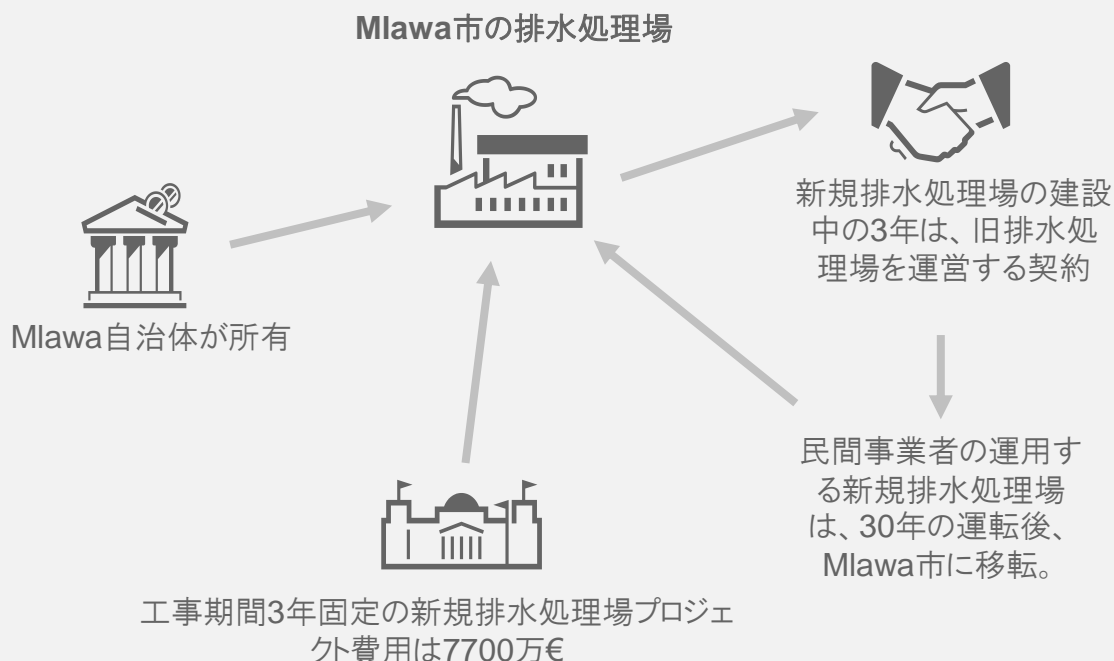 Mlawa市の排水処理場
Mlawa自治体が所有
新規排水処理場の建設
中の3年は、旧排水処
理場を運営する契約
民間事業者の運用す
る新規排水処理場
は、30年の運転後、
Mlawa市に移転。
工事期間3年固定の新規排水処理場プロジェ
クト費用は7700万€